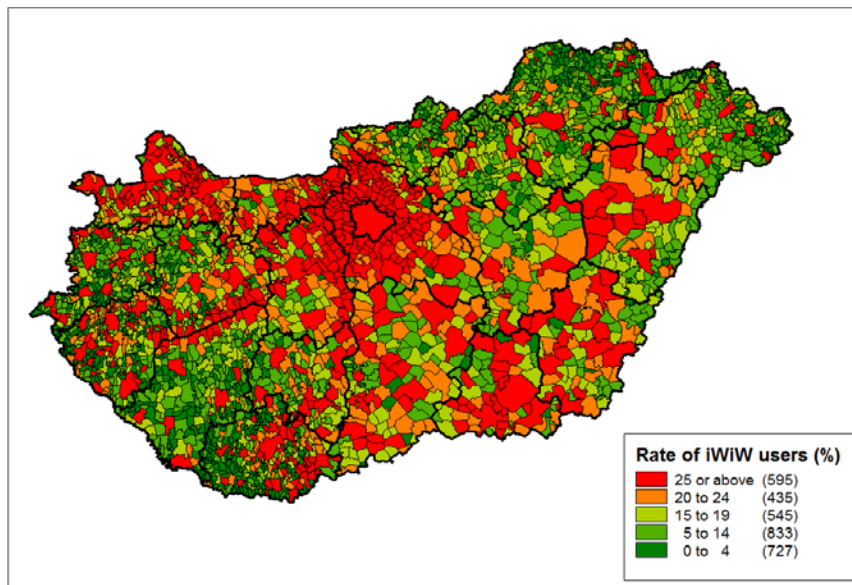 Rate of iWiW users (%)
25 or above (595)
20 to 24 (435)
15 to 19 (545)
5 to 14 (833)
0 to 4 (727)